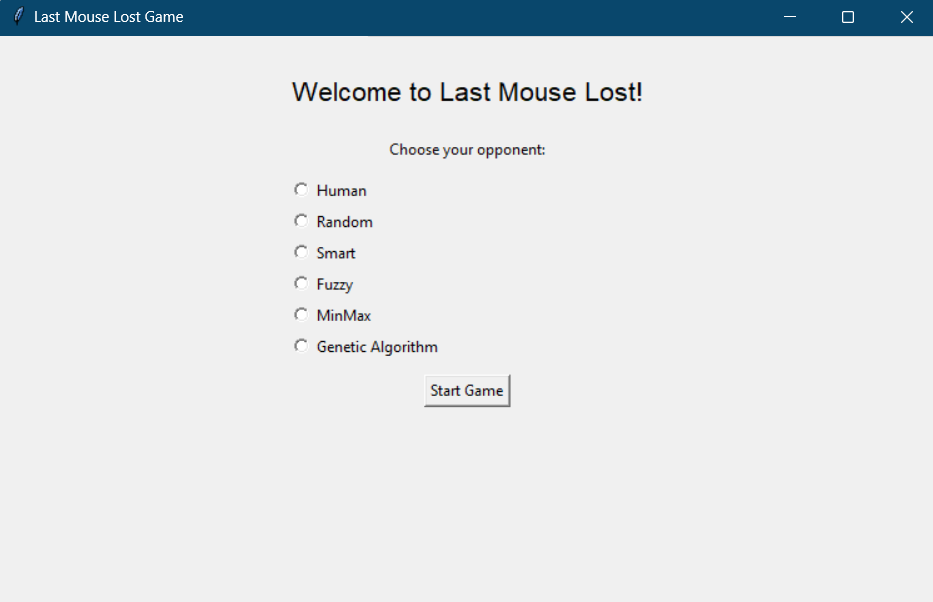 Last Mouse Lost Game
Welcome to Last Mouse Lost!
Choose your opponent:
Human
Random
Smart
Fuzzy
MinMax
Genetic Algorithm
Start Game